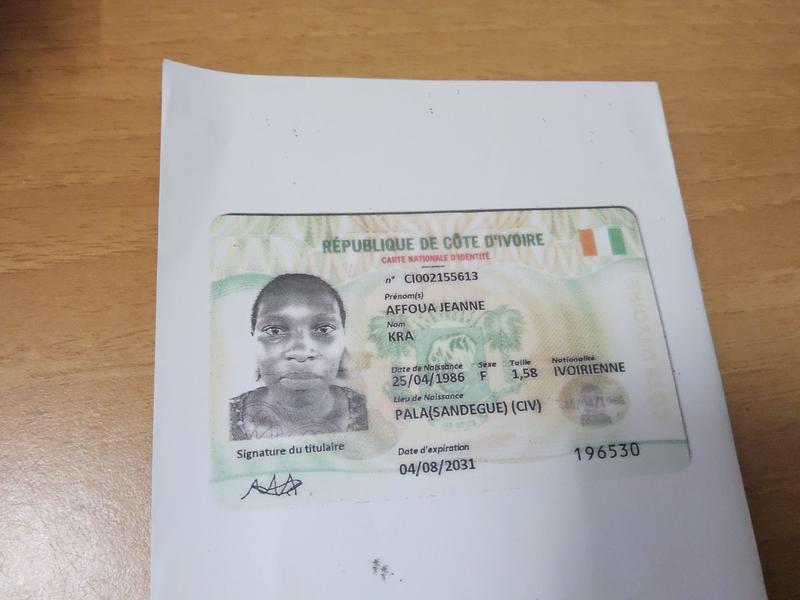 RÉPUBLIQUE DE CÔTE D'IVOIRE
CARTE NATIONALE D'IDENTITÉ
n° CI002155613
Prénom(s)
AFFOUA JEANNE
Nom
KRA
Date de Naissance Sexe Taille Nationalité
25/04/1986 F 1,58 IVOIRIENNE
Lieu de Naissance
PALA(SANDEGUE) (CIV)
Signature du titulaire
Date d'expiration
04/08/2031
196530